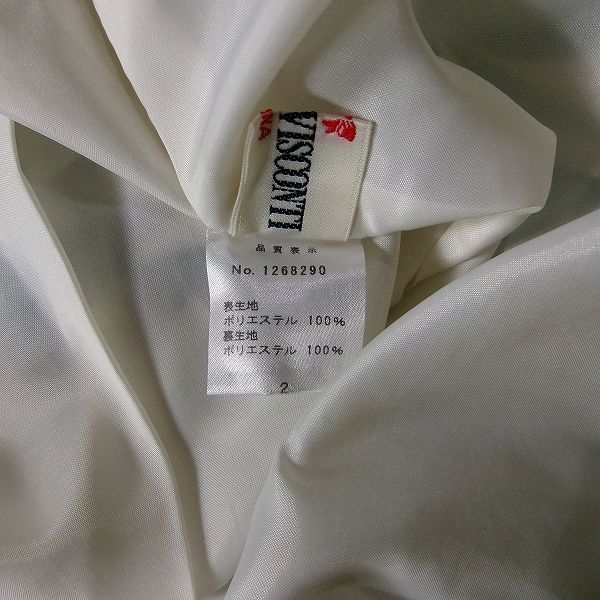 VISCONTI
品質表示
No. 1268290
表生地
ポリエステル 100%
裏生地
ポリエステル 100%
2